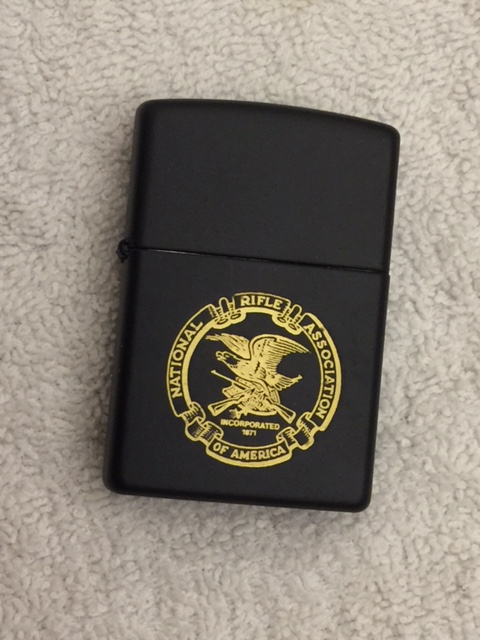 NATIONAL RIFLE ASSOCIATION
INCORPORATED
1871
OF AMERICA